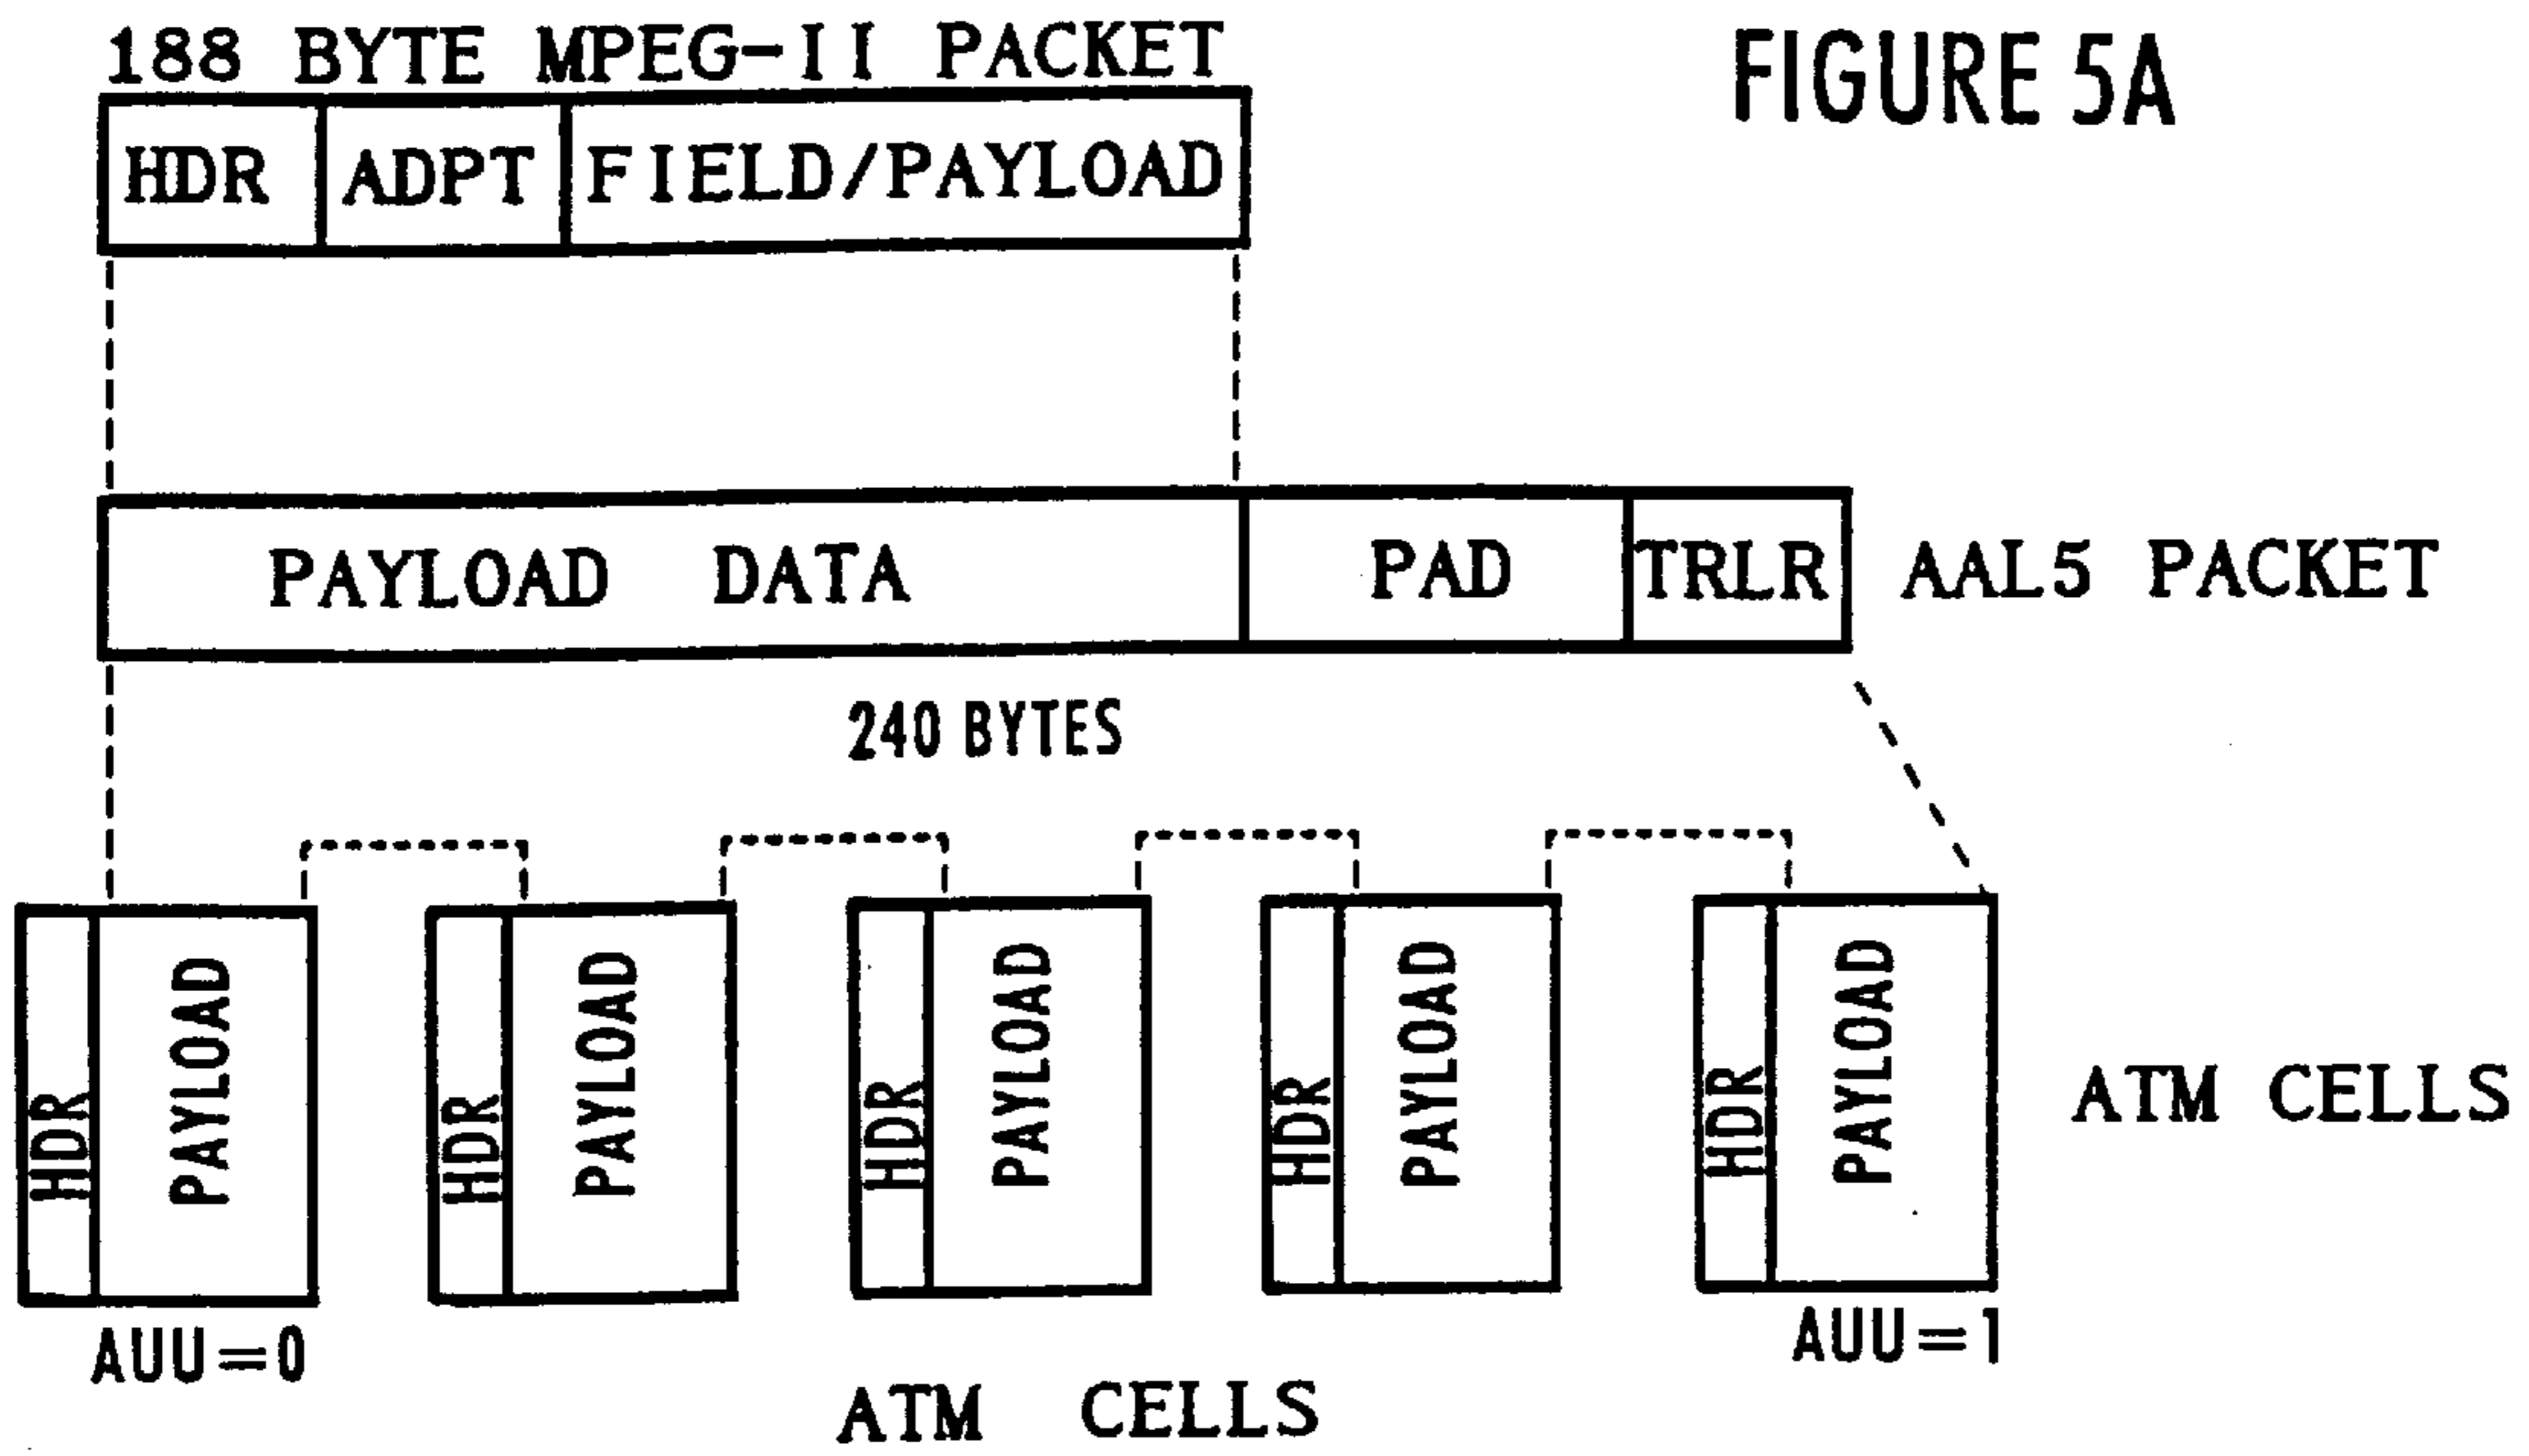 188 BYTE MPEG-II PACKET
FIGURE 5A
HDR
ADPT
FIELD/PAYLOAD
PAYLOAD DATA
PAD
TRLR
AAL5 PACKET
240 BYTES
HDR
PAYLOAD
HDR
PAYLOAD
HDR
PAYLOAD
HDR
PAYLOAD
HDR
PAYLOAD
ATM CELLS
AUU=0
AUU=1
ATM CELLS